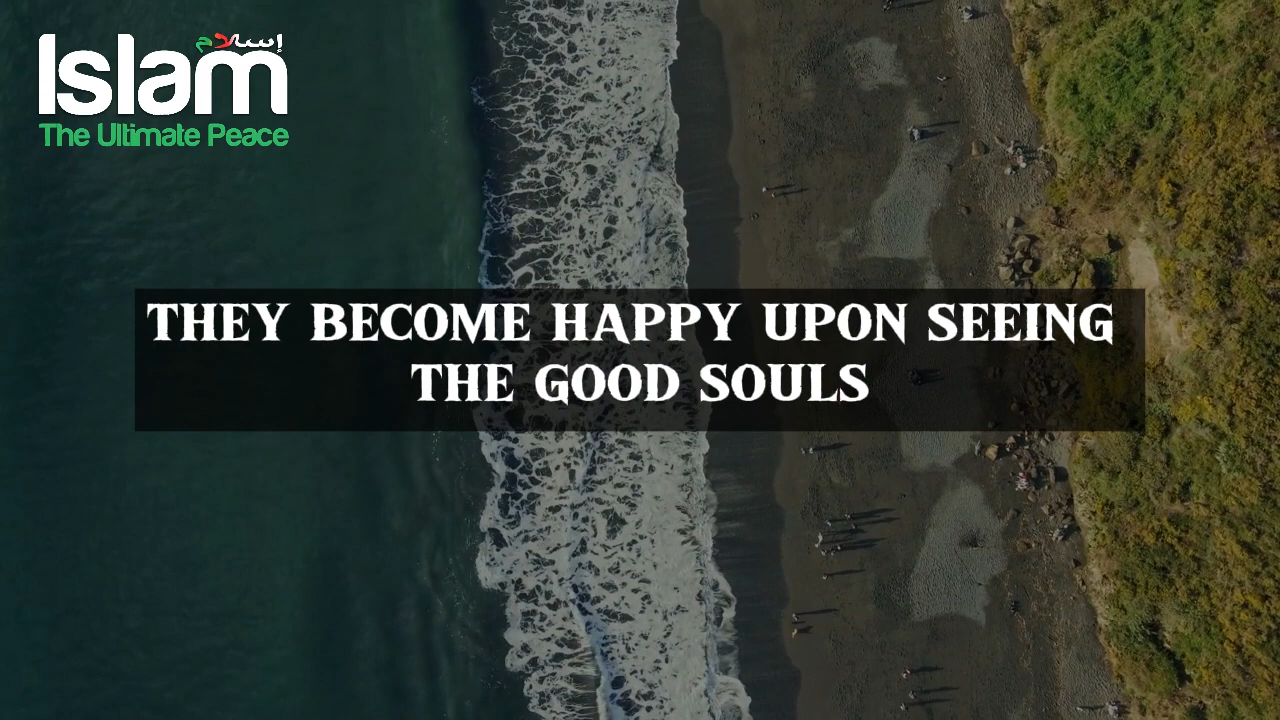 إسلام
Islam
The Ultimate Peace
THEY BECOME HAPPY UPON SEEING
THE GOOD SOULS